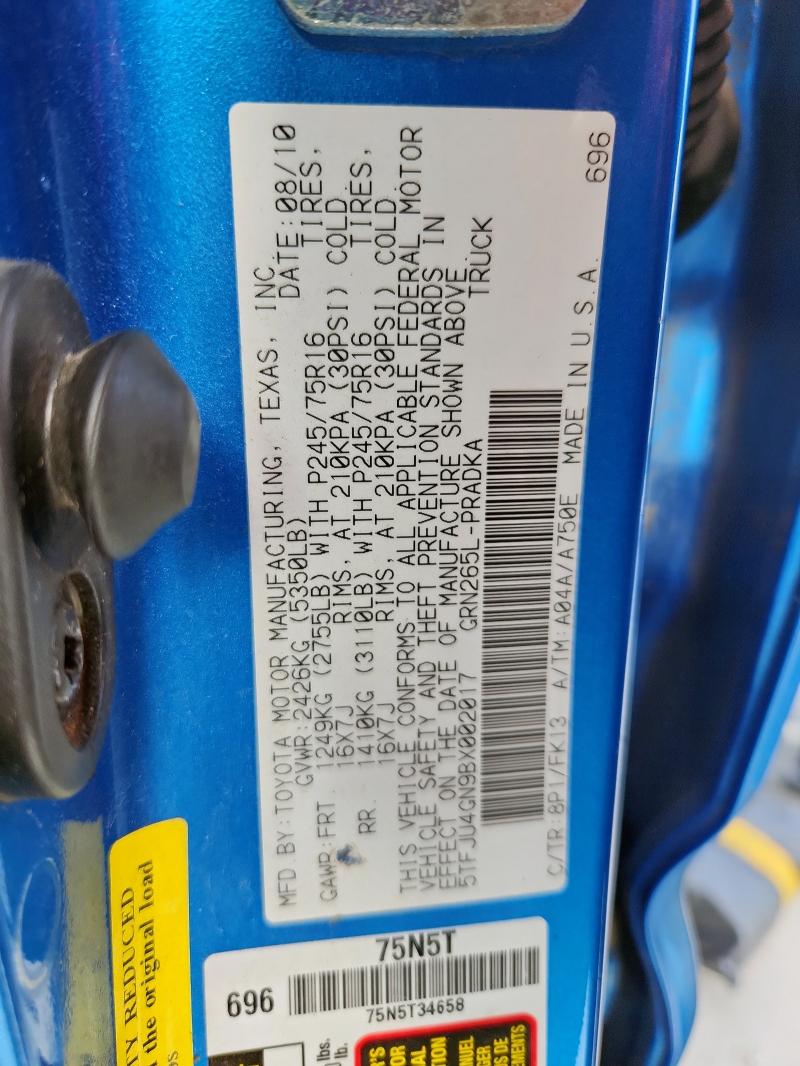 MFD. BY: TOYOTA MOTOR MANUFACTURING, TEXAS, INC.
GVWR: 2426KG (5350LB) DATE: 08/10
GAWR: FRT. 1249KG (2755LB) WITH P245/75R16 TIRES,
16X7J RIMS, AT 210KPA (30PSI) COLD.
RR. 1410KG (3110LB) WITH P245/75R16 TIRES,
16X7J RIMS, AT 210KPA (30PSI) COLD.
THIS VEHICLE CONFORMS TO ALL APPLICABLE FEDERAL MOTOR
VEHICLE SAFETY AND THEFT PREVENTION STANDARDS IN
EFFECT ON THE DATE OF MANUFACTURE SHOWN ABOVE.
5TFJU4GN9BX002017 GRN265L-PRADKA TRUCK
C/TR: 8P1/FK13 A/TM: A04A/A750E MADE IN U.S.A. 696
75N5T
696
75N5T34658
TY REDUCED
the original load
lbs.
lb.